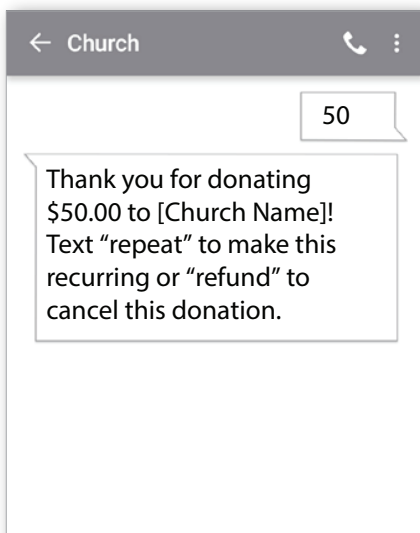 Church
50
Thank you for donating
$50.00 to [Church Name]!
Text “repeat” to make this
recurring or “refund” to
cancel this donation.